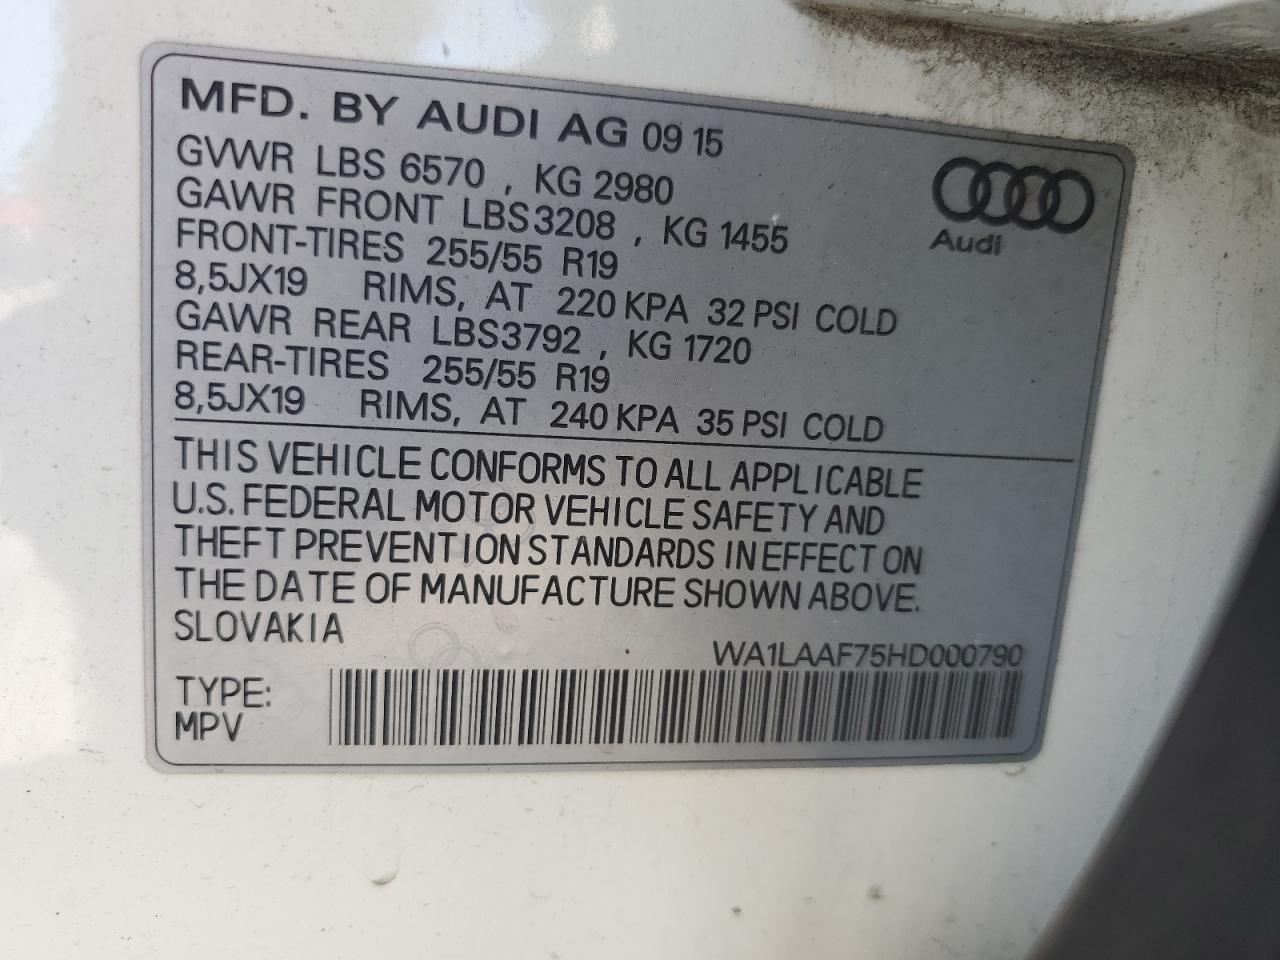 MFD. BY AUDI AG 09 15
GVWR LBS 6570 , KG 2980
GAWR FRONT LBS 3208 , KG 1455
FRONT-TIRES 255/55 R19
8,5JX19 RIMS, AT 220 KPA 32 PSI COLD
GAWR REAR LBS3792 , KG 1720
REAR-TIRES 255/55 R19
8,5JX19 RIMS, AT 240 KPA 35 PSI COLD
Audi
THIS VEHICLE CONFORMS TO ALL APPLICABLE
U.S. FEDERAL MOTOR VEHICLE SAFETY AND
THEFT PREVENTION STANDARDS IN EFFECT ON
THE DATE OF MANUFACTURE SHOWN ABOVE.
SLOVAKIA
WA1LAAF75HD000790
TYPE:
MPV